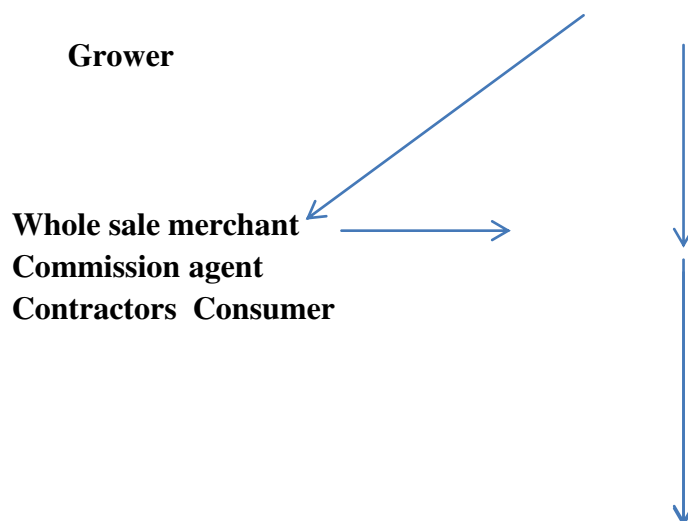 Grower
Whole sale merchant
Commission agent
Contractors  Consumer